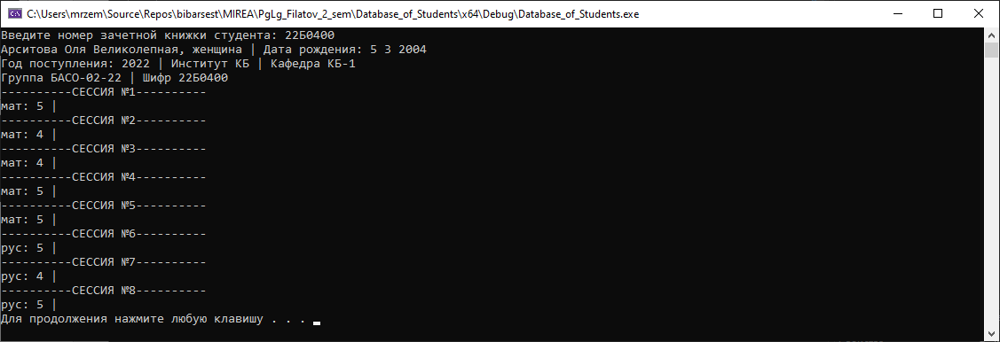 C:\Users\mrzem\Source\Repos\bibarsest\MIREA\PgLg_Filatov_2_sem\Database_of_Students\x64\Debug\Database_of_Students.exe
Введите номер зачетной книжки студента: 22Б0400
Арситова Оля Великолепная, женщина | Дата рождения: 5 3 2004
Год поступления: 2022 | Институт КБ | Кафедра КБ-1
Группа БАСО-02-22 | Шифр 22Б0400
----------СЕССИЯ №1----------
мат: 5 |
----------СЕССИЯ №2----------
мат: 4 |
----------СЕССИЯ №3----------
мат: 4 |
----------СЕССИЯ №4----------
мат: 5 |
----------СЕССИЯ №5----------
мат: 5 |
----------СЕССИЯ №6----------
рус: 5 |
----------СЕССИЯ №7----------
рус: 4 |
----------СЕССИЯ №8----------
рус: 5 |
Для продолжения нажмите любую клавишу . . .